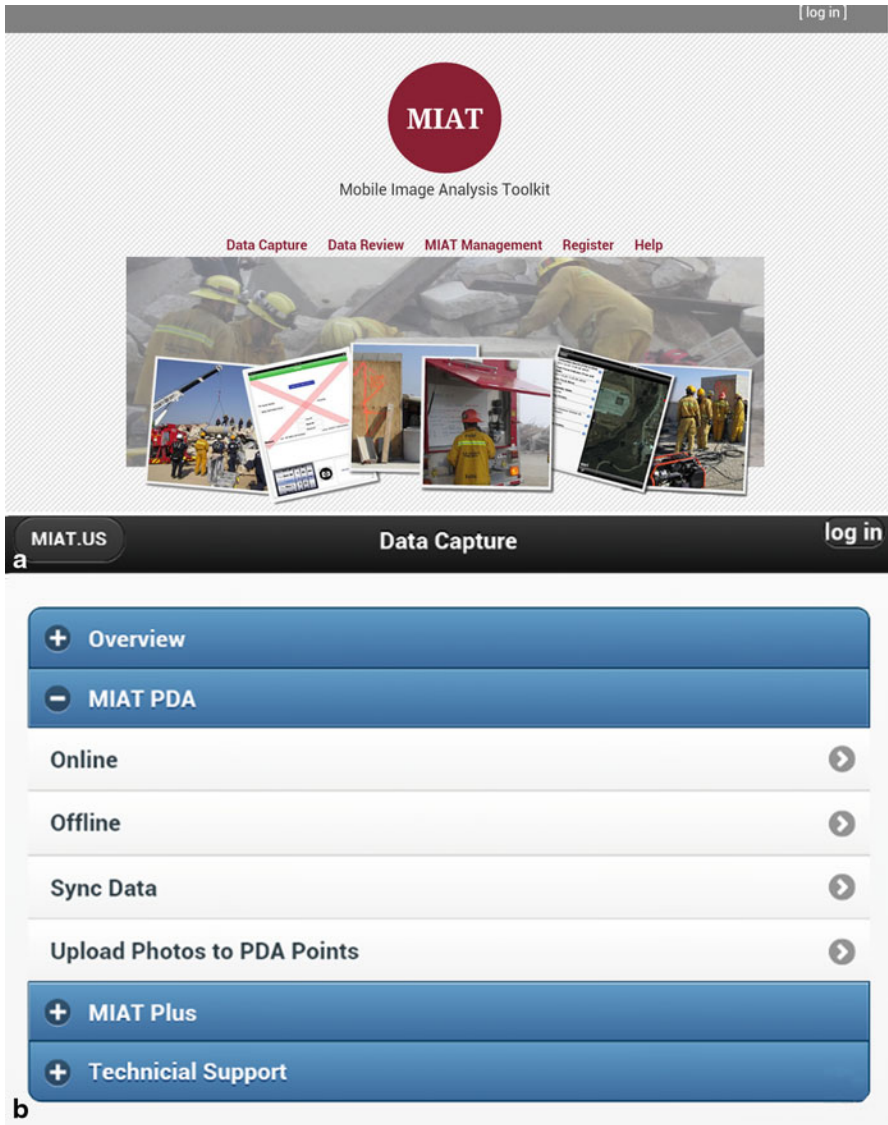 [ log in ]
MIAT
Mobile Image Analysis Toolkit
Data Capture Data Review MIAT Management Register Help
MIAT.US Data Capture log in
a
Overview
MIAT PDA
Online
Offline
Sync Data
Upload Photos to PDA Points
MIAT Plus
Technicial Support
b